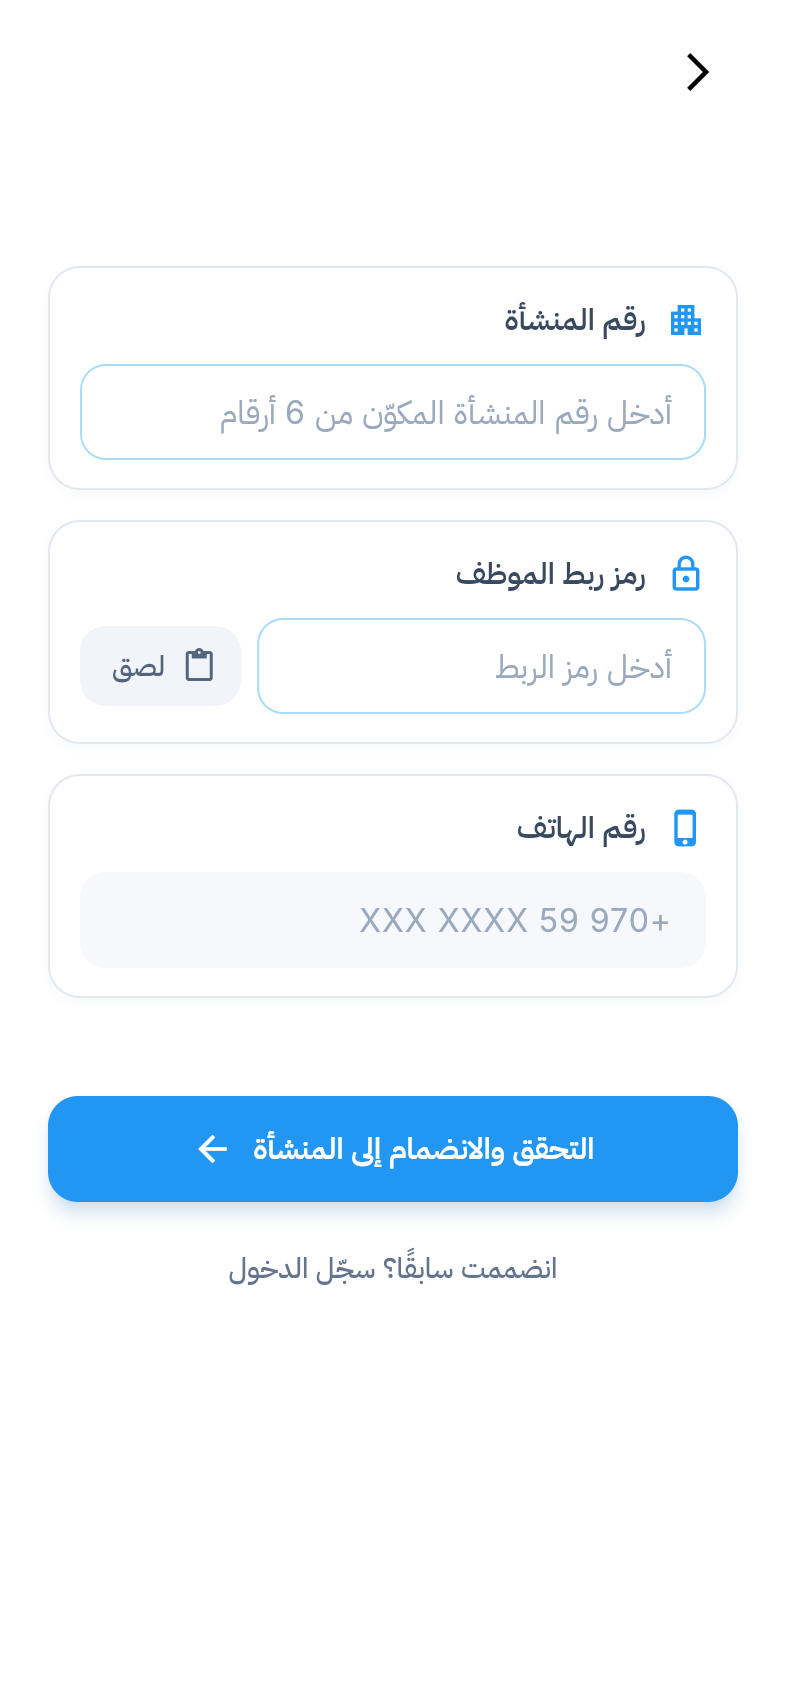 رقم المنشأة
أدخل رقم المنشأة المكوّن من 6 أرقام
رمز ربط الموظف
أدخل رمز الربط
لصق
رقم الهاتف
+970 59 XXXX XXX
التحقق والانضمام إلى المنشأة
انضممت سابقًا؟ سجّل الدخول